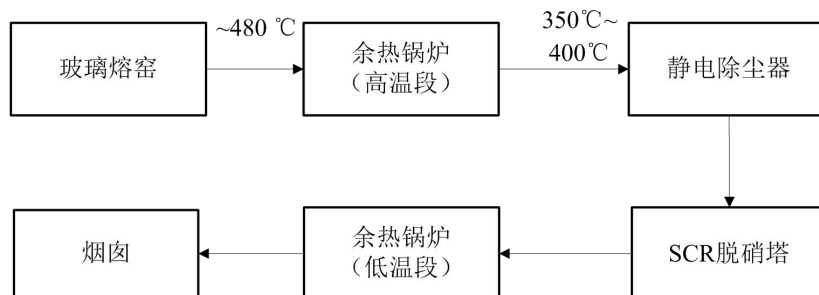 ~480 ℃
350℃~
400℃
玻璃熔窑
余热锅炉
（高温段）
静电除尘器
烟囱
余热锅炉
（低温段）
SCR脱硝塔